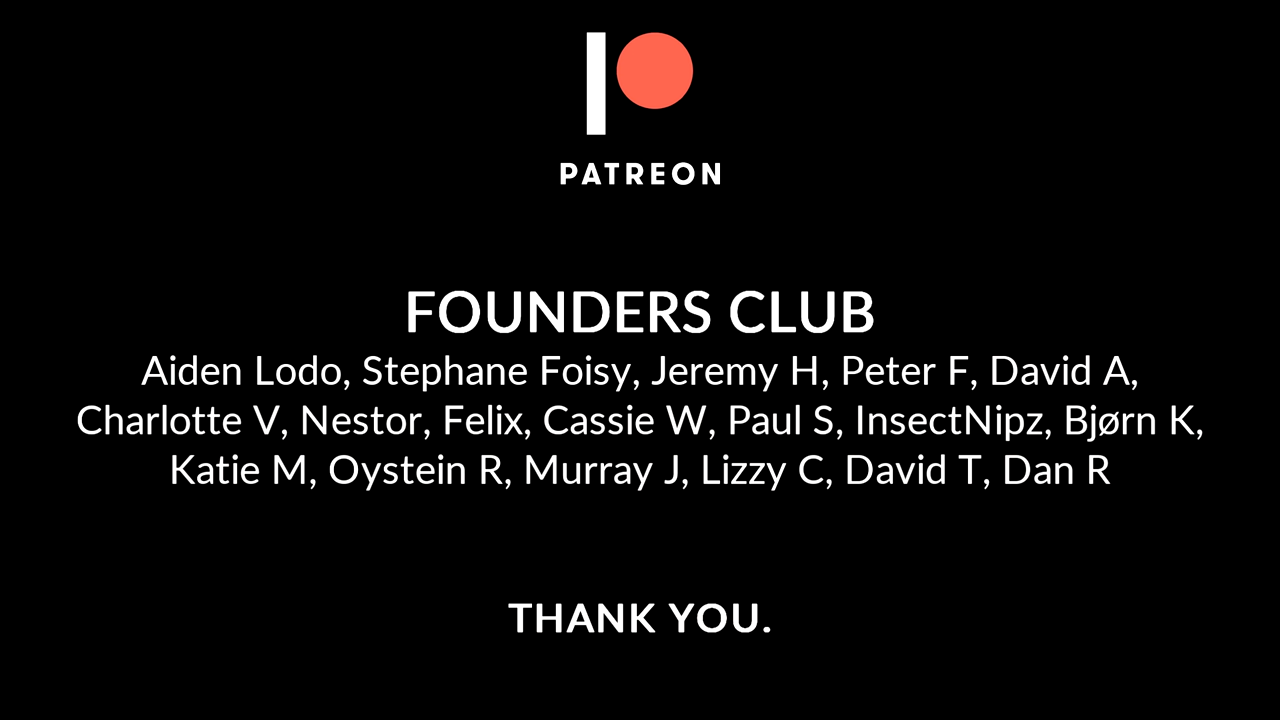 PATREON
FOUNDERS CLUB
Aiden Lodo, Stephane Foisy, Jeremy H, Peter F, David A,
Charlotte V, Nestor, Felix, Cassie W, Paul S, InsectNipz, Bjørn K,
Katie M, Oystein R, Murray J, Lizzy C, David T, Dan R
THANK YOU.